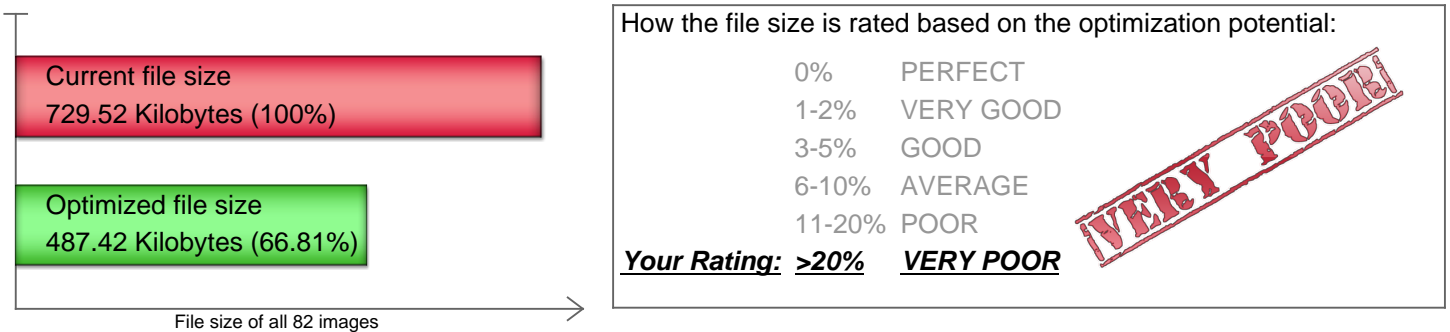 Current file size
729.52 Kilobytes (100%)
Optimized file size
487.42 Kilobytes (66.81%)
File size of all 82 images
How the file size is rated based on the optimization potential:
0% PERFECT
1-2% VERY GOOD
3-5% GOOD
6-10% AVERAGE
11-20% POOR
Your Rating: >20% VERY POOR
VERY POOR